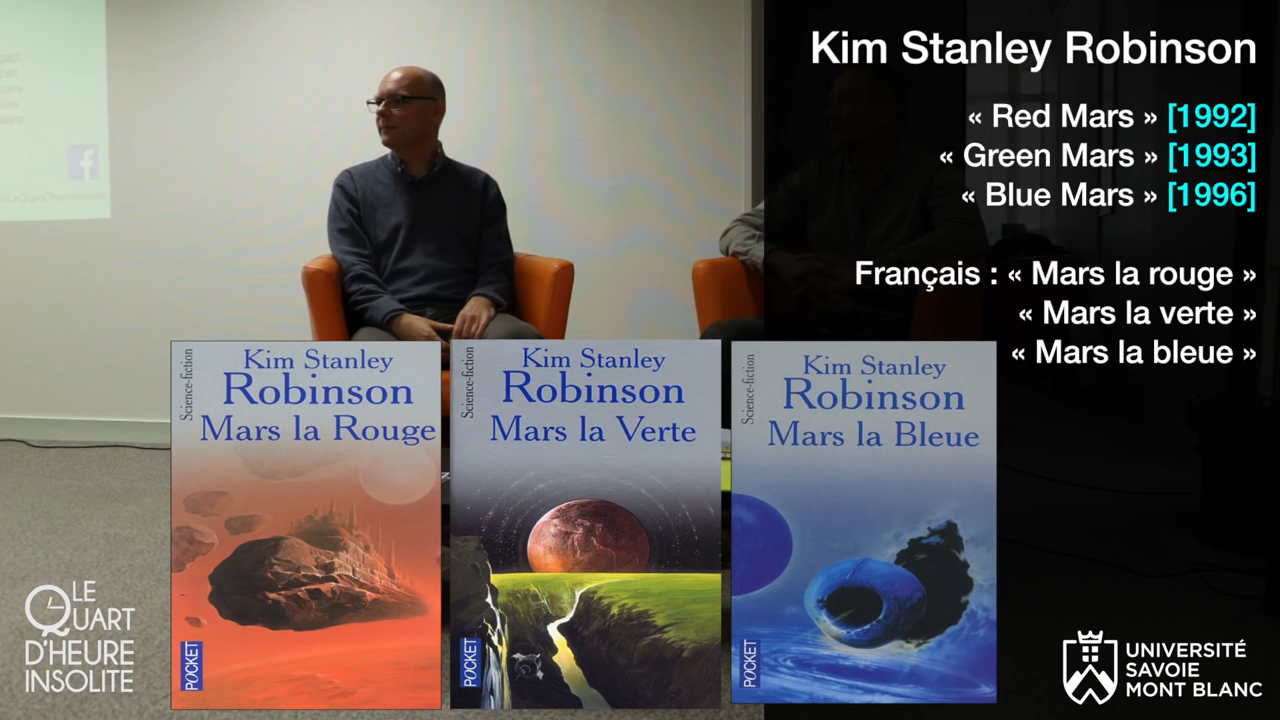 Kim Stanley Robinson
« Red Mars » [1992]
« Green Mars » [1993]
« Blue Mars » [1996]
Français : « Mars la rouge »
« Mars la verte »
« Mars la bleue »
Science-fiction
Kim Stanley
Robinson
Mars la Rouge
POCKET
Science-fiction
Kim Stanley
Robinson
Mars la Verte
POCKET
Science-fiction
Kim Stanley
Robinson
Mars la Bleue
POCKET
LE
QUART
D'HEURE
INSOLITE
UNIVERSITÉ
SAVOIE
MONT BLANC